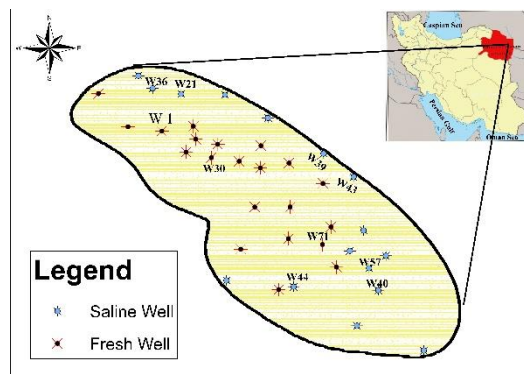 Caspian Sea
Persian Gulf
Oman Sea
N
W36
W21
W 1
W30
W39
W43
W71
W57
W44
W40
Legend
Saline Well
Fresh Well